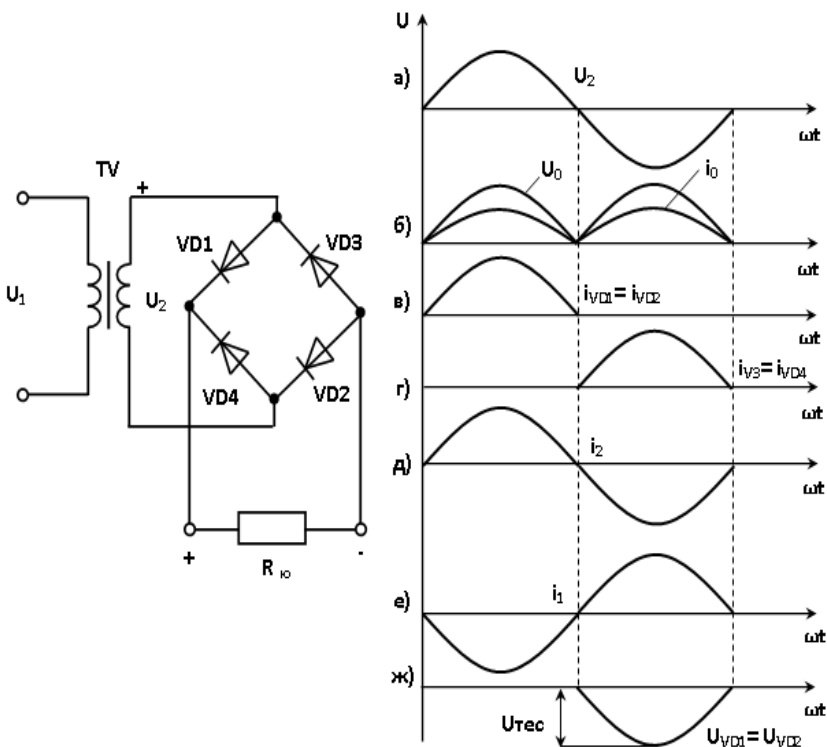 TV
+
U₁
U₂
VD1
VD3
VD4
VD2
+
-
R ю
U
а)
U₂
ωt
б)
U₀
i₀
ωt
в)
iVD1= iVD2
ωt
г)
iV3= iVD4
ωt
д)
i₂
ωt
е)
i₁
ωt
ж)
ωt
Uтес
UVD1= UVD2